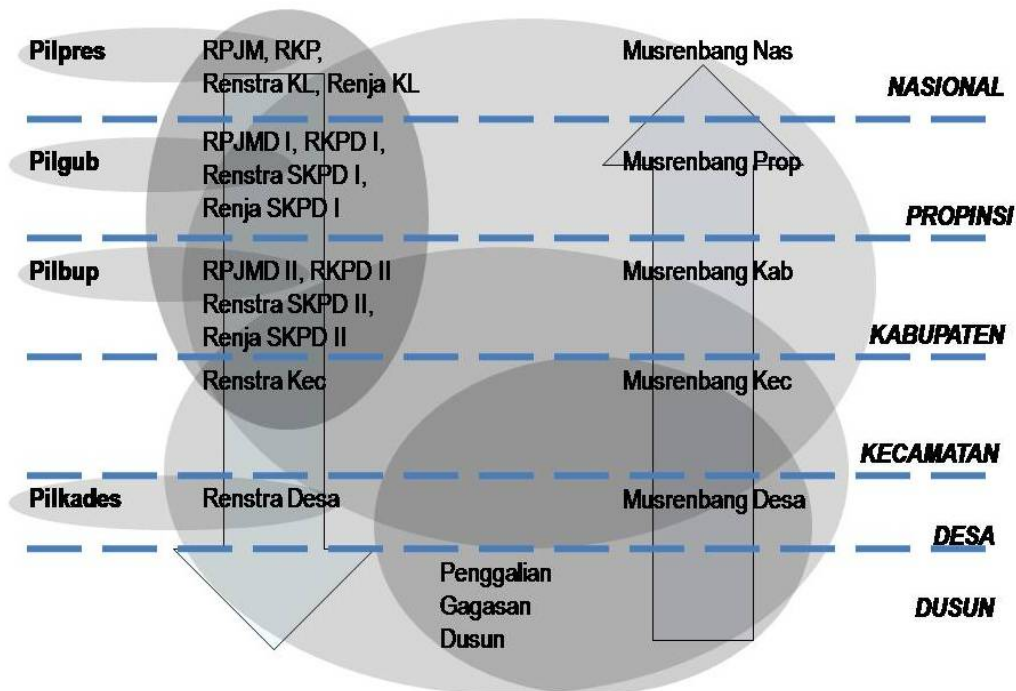 Pilpres
RPJM, RKP,
Renstra KL, Renja KL
Musrenbang Nas
NASIONAL
Pilgub
RPJMD I, RKPD I,
Renstra SKPD I,
Renja SKPD I
Musrenbang Prop
PROPINSI
Pilbup
RPJMD II, RKPD II
Renstra SKPD II,
Renja SKPD II
Musrenbang Kab
KABUPATEN
Renstra Kec
Musrenbang Kec
KECAMATAN
Pilkades
Renstra Desa
Musrenbang Desa
DESA
Penggalian
Gagasan
Dusun
DUSUN